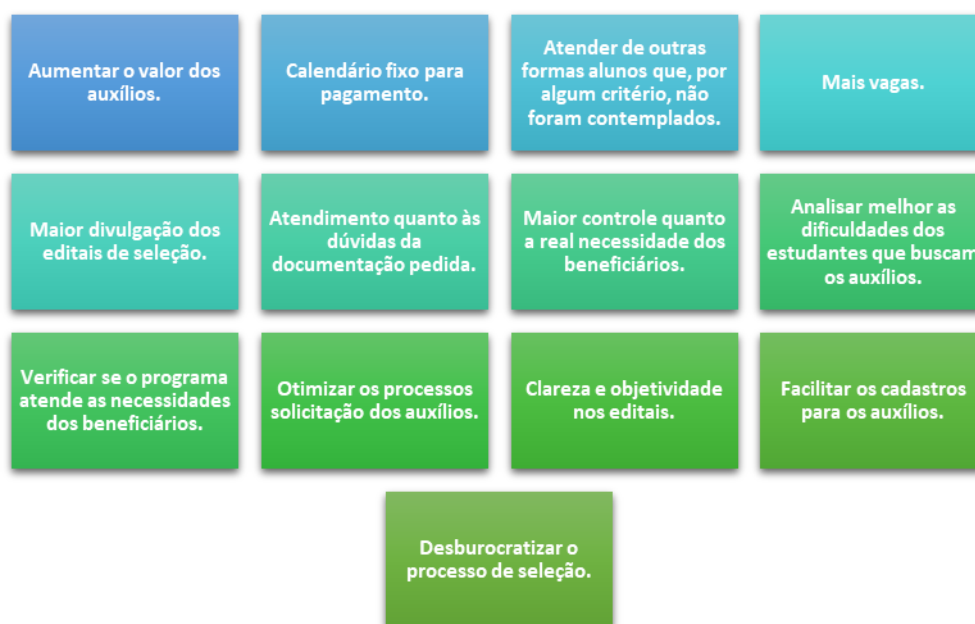 Aumentar o valor dos
auxílios.
Calendário fixo para
pagamento.
Atender de outras
formas alunos que, por
algum critério, não
foram contemplados.
Mais vagas.
Maior divulgação dos
editais de seleção.
Atendimento quanto às
dúvidas da
documentação pedida.
Maior controle quanto
a real necessidade dos
beneficiários.
Analisar melhor as
dificuldades dos
estudantes que buscam
os auxílios.
Verificar se o programa
atende as necessidades
dos beneficiários.
Otimizar os processos
solicitação dos auxílios.
Clareza e objetividade
nos editais.
Facilitar os cadastros
para os auxílios.
Desburocratizar o
processo de seleção.